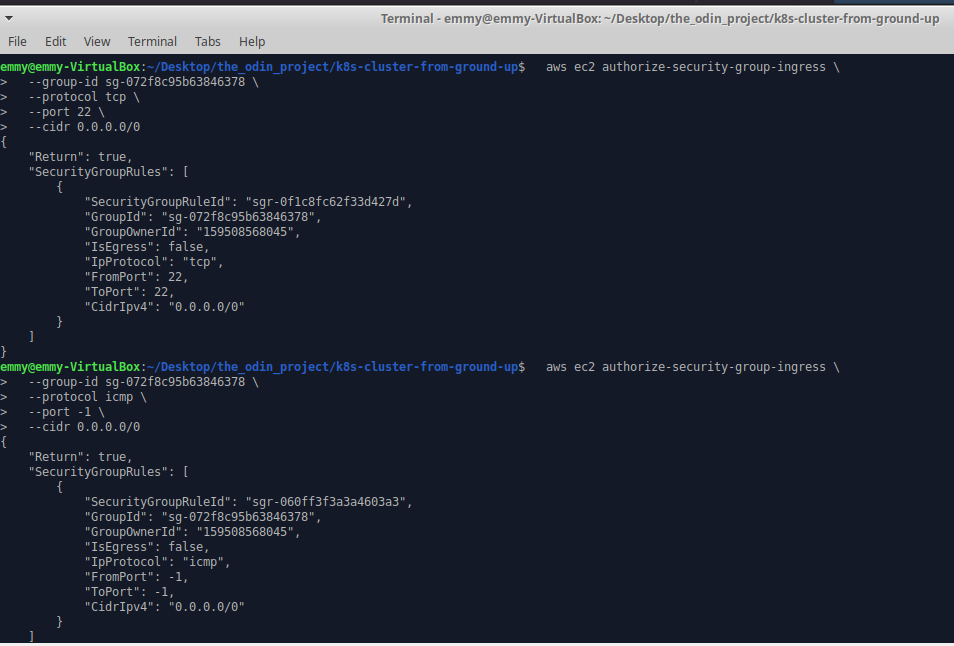 Terminal - emmy@emmy-VirtualBox: ~/Desktop/the_odin_project/k8s-cluster-from-ground-up
File Edit View Terminal Tabs Help
emmy@emmy-VirtualBox:~/Desktop/the_odin_project/k8s-cluster-from-ground-up$   aws ec2 authorize-security-group-ingress \
>   --group-id sg-072f8c95b63846378 \
>   --protocol tcp \
>   --port 22 \
>   --cidr 0.0.0.0/0
{
    "Return": true,
    "SecurityGroupRules": [
        {
            "SecurityGroupRuleId": "sgr-0f1c8fc62f33d427d",
            "GroupId": "sg-072f8c95b63846378",
            "GroupOwnerId": "159508568045",
            "IsEgress": false,
            "IpProtocol": "tcp",
            "FromPort": 22,
            "ToPort": 22,
            "CidrIpv4": "0.0.0.0/0"
        }
    ]
}
emmy@emmy-VirtualBox:~/Desktop/the_odin_project/k8s-cluster-from-ground-up$   aws ec2 authorize-security-group-ingress \
>   --group-id sg-072f8c95b63846378 \
>   --protocol icmp \
>   --port -1 \
>   --cidr 0.0.0.0/0
{
    "Return": true,
    "SecurityGroupRules": [
        {
            "SecurityGroupRuleId": "sgr-060ff3f3a3a4603a3",
            "GroupId": "sg-072f8c95b63846378",
            "GroupOwnerId": "159508568045",
            "IsEgress": false,
            "IpProtocol": "icmp",
            "FromPort": -1,
            "ToPort": -1,
            "CidrIpv4": "0.0.0.0/0"
        }
    ]